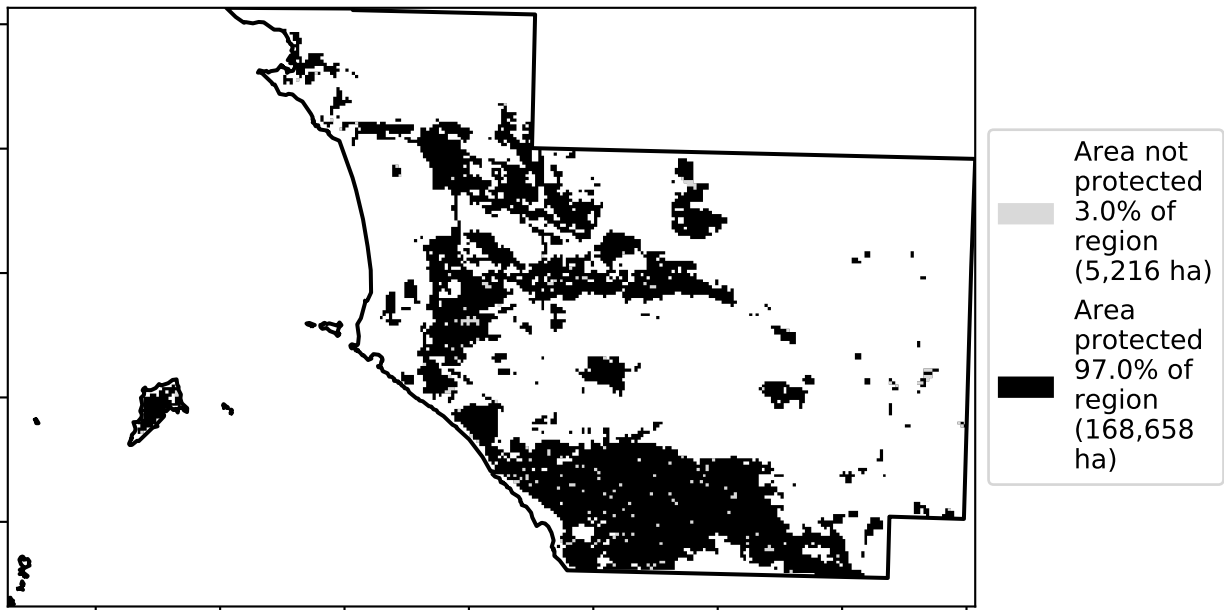 Area not
protected
3.0% of
region
(5,216 ha)
Area
protected
97.0% of
region
(168,658
ha)